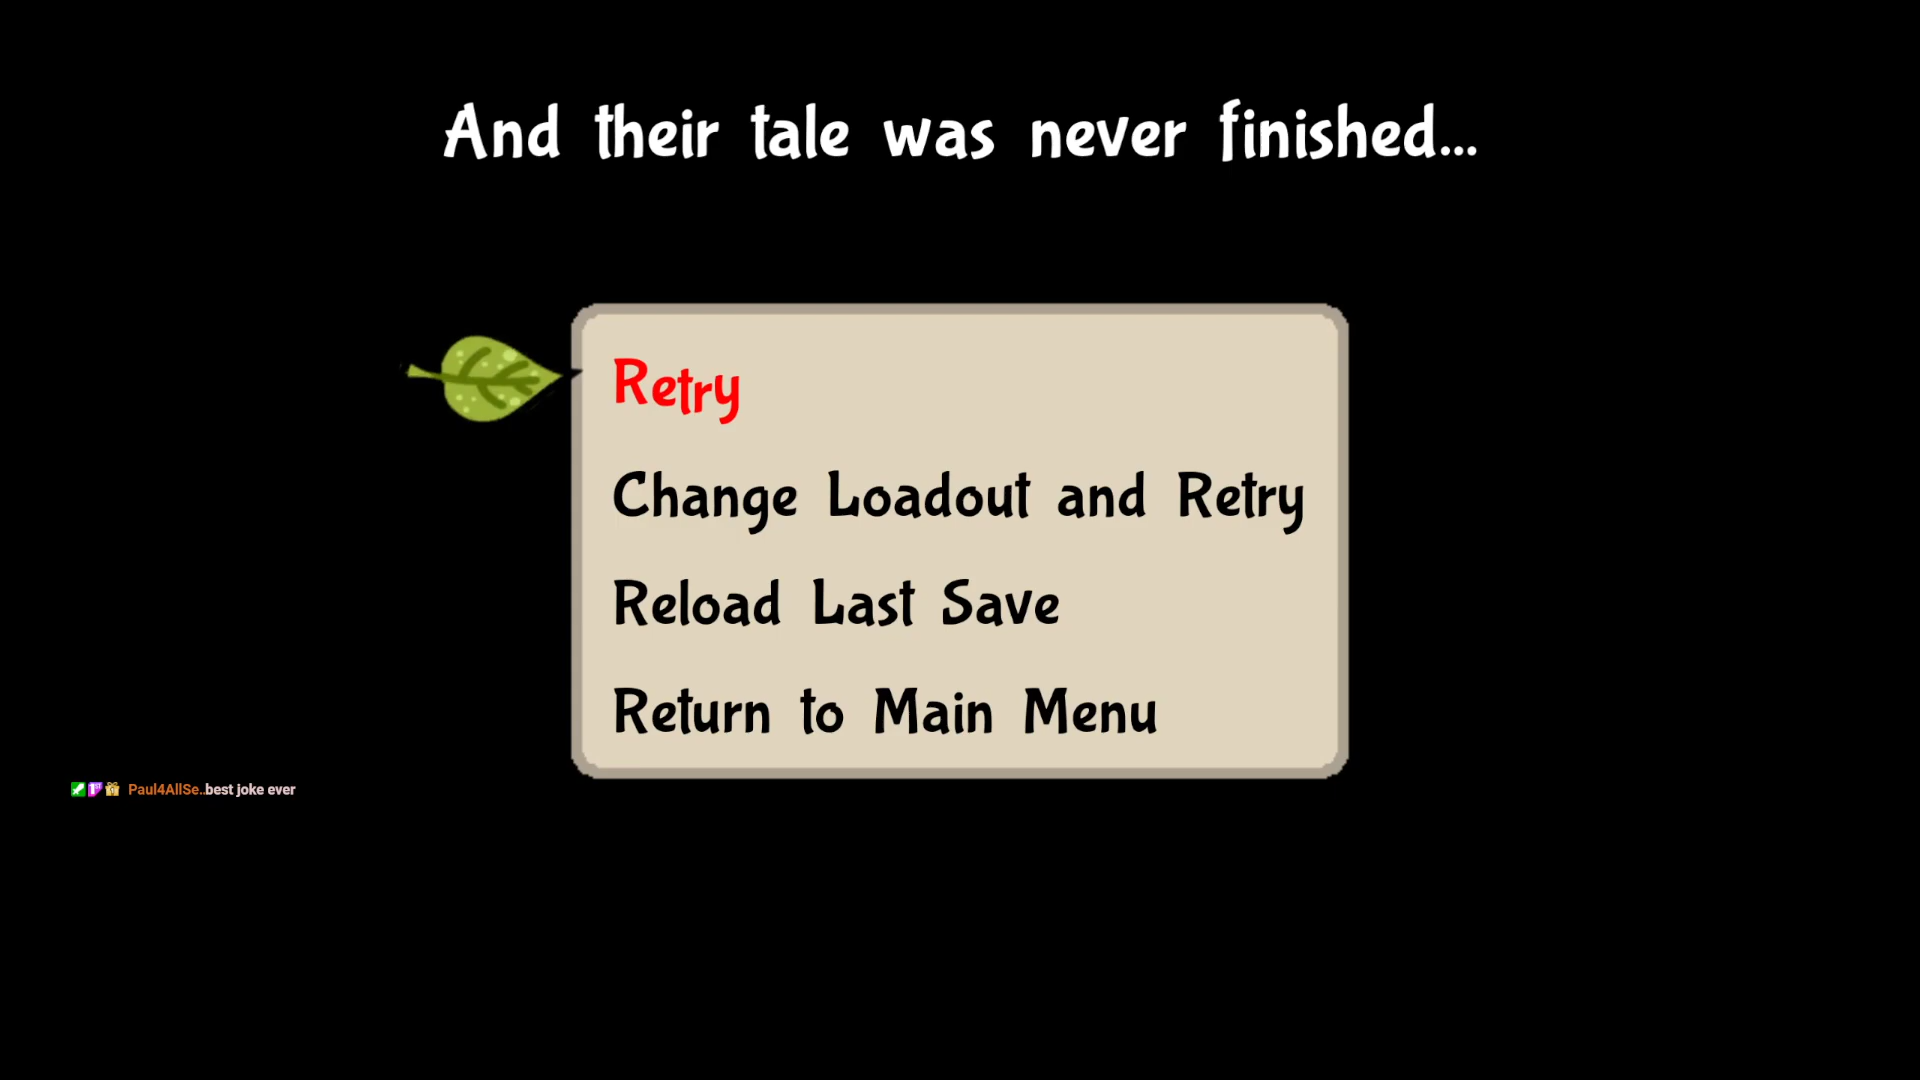 And their tale was never finished...
Retry
Change Loadout and Retry
Reload Last Save
Return to Main Menu
Paul4AllSe..best joke ever